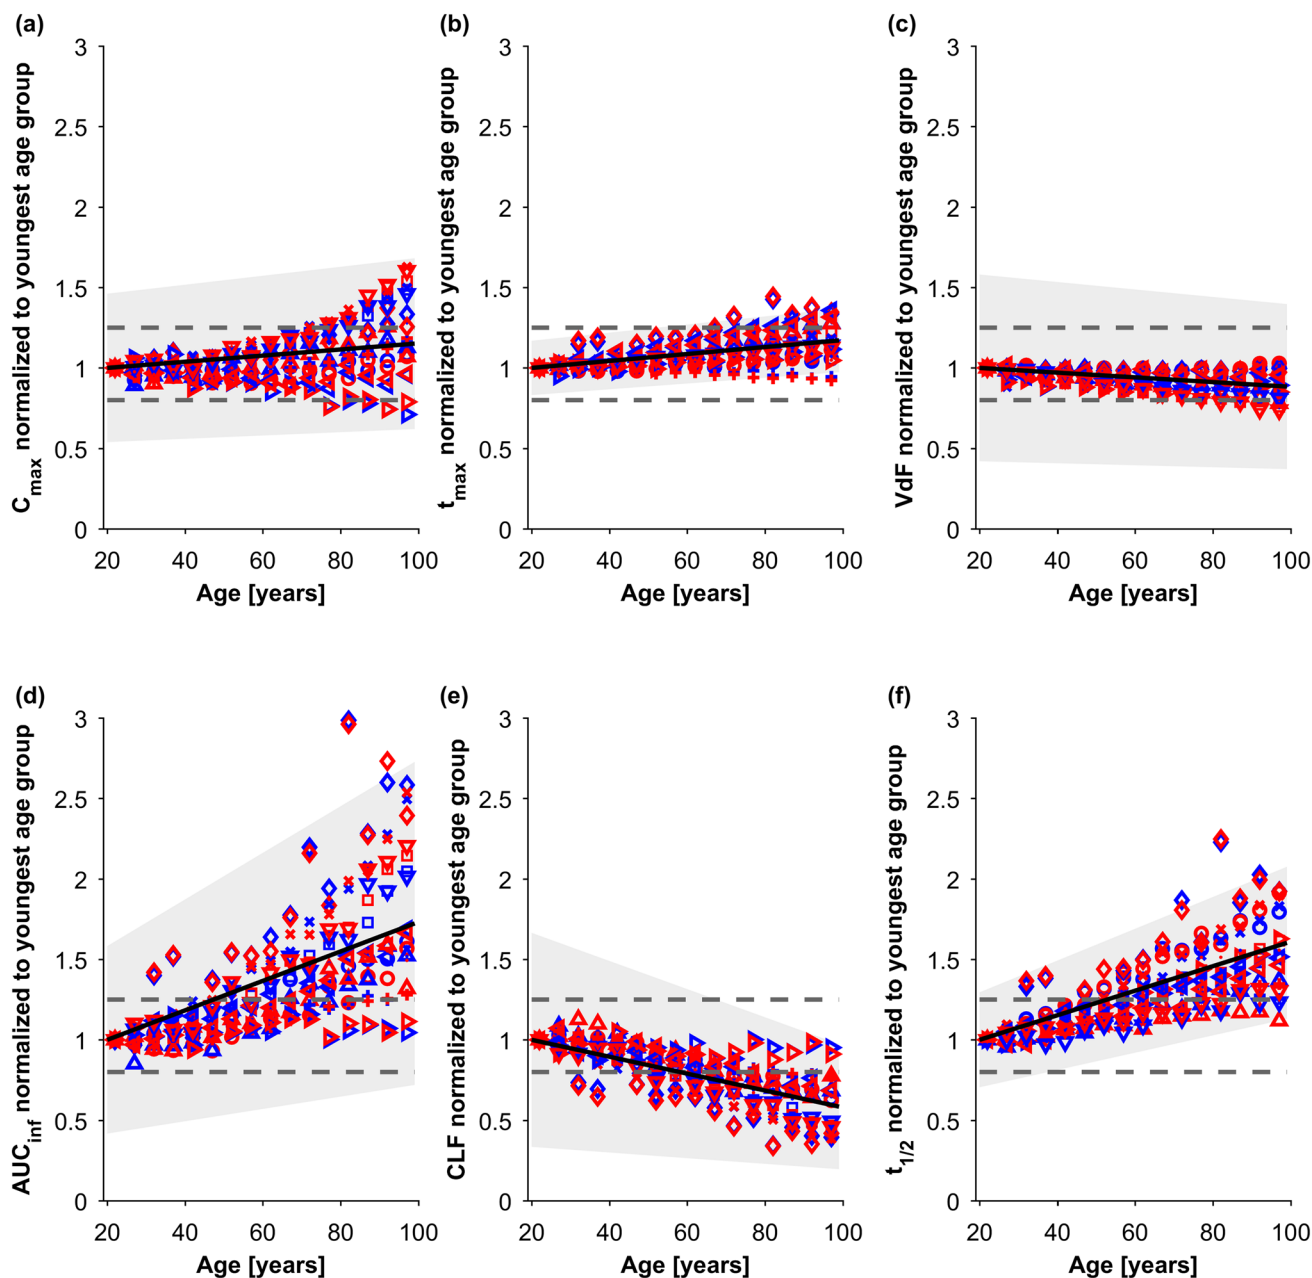 (a)
(b)
(c)
C_max normalized to youngest age group
3
2.5
2
1.5
1
0.5
0
20 40 60 80 100
Age [years]
t_max normalized to youngest age group
3
2.5
2
1.5
1
0.5
0
20 40 60 80 100
Age [years]
VdF normalized to youngest age group
3
2.5
2
1.5
1
0.5
0
20 40 60 80 100
Age [years]
(d)
(e)
(f)
AUC_inf normalized to youngest age group
3
2.5
2
1.5
1
0.5
0
20 40 60 80 100
Age [years]
CLF normalized to youngest age group
3
2.5
2
1.5
1
0.5
0
20 40 60 80 100
Age [years]
t_1/2 normalized to youngest age group
3
2.5
2
1.5
1
0.5
0
20 40 60 80 100
Age [years]